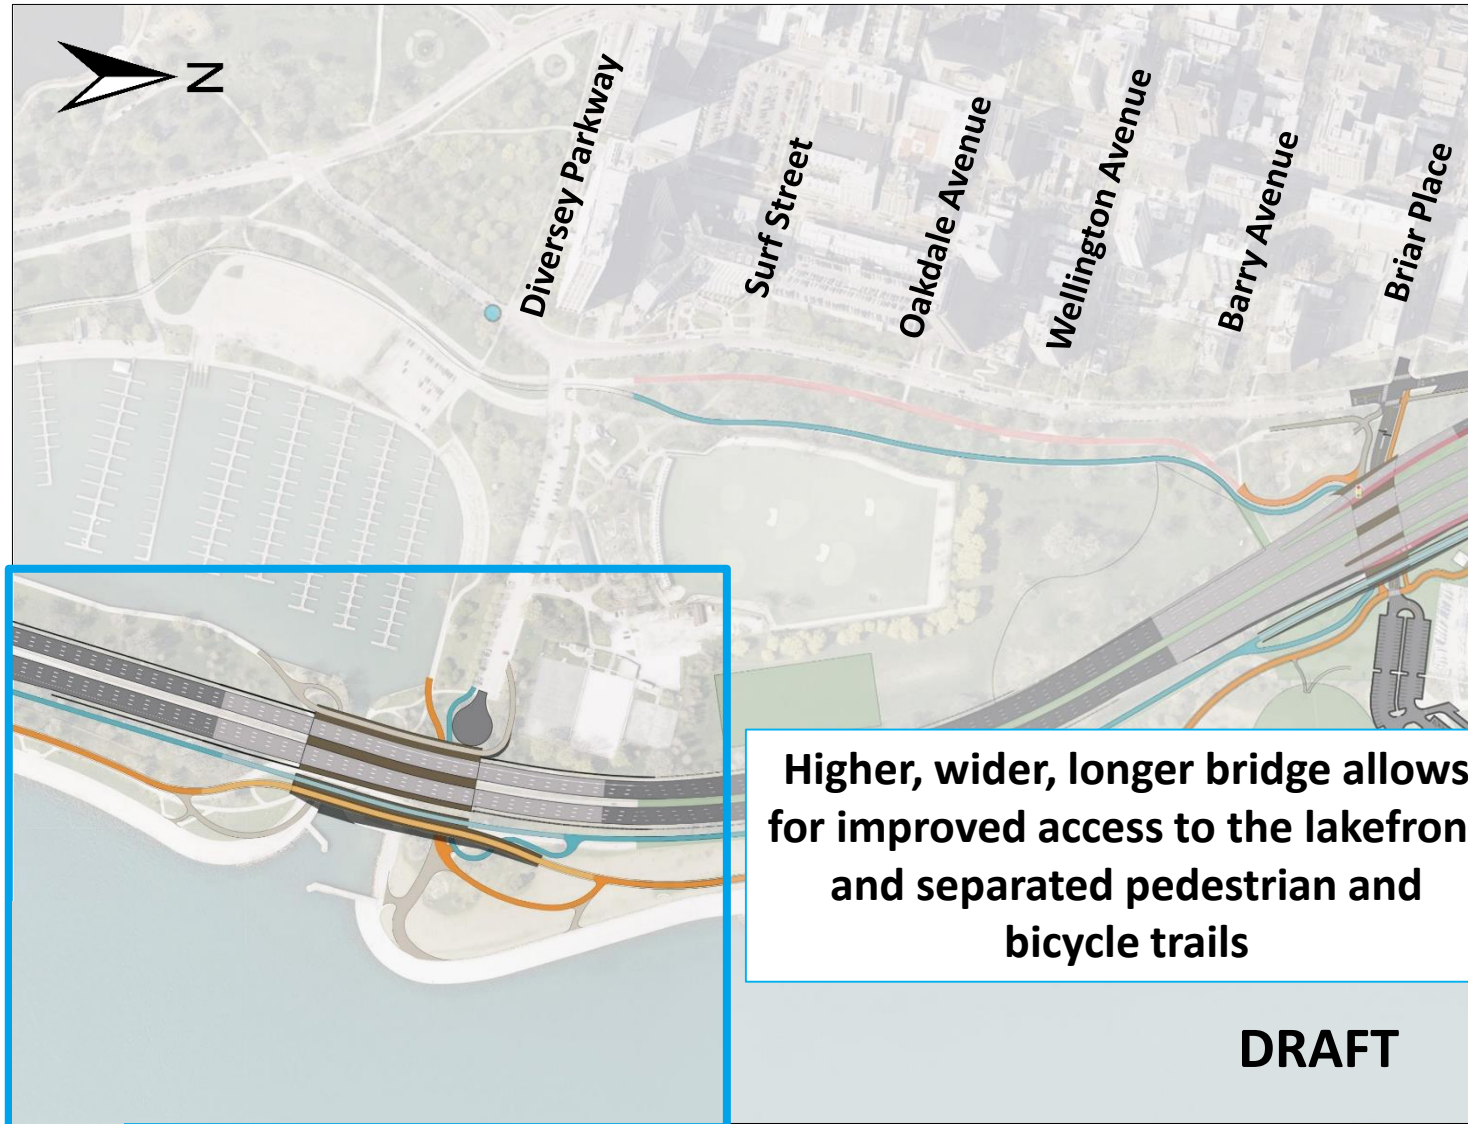 N
Diversey Parkway
Surf Street
Oakdale Avenue
Wellington Avenue
Barry Avenue
Briar Place
Higher, wider, longer bridge allows
for improved access to the lakefron
and separated pedestrian and
bicycle trails
DRAFT